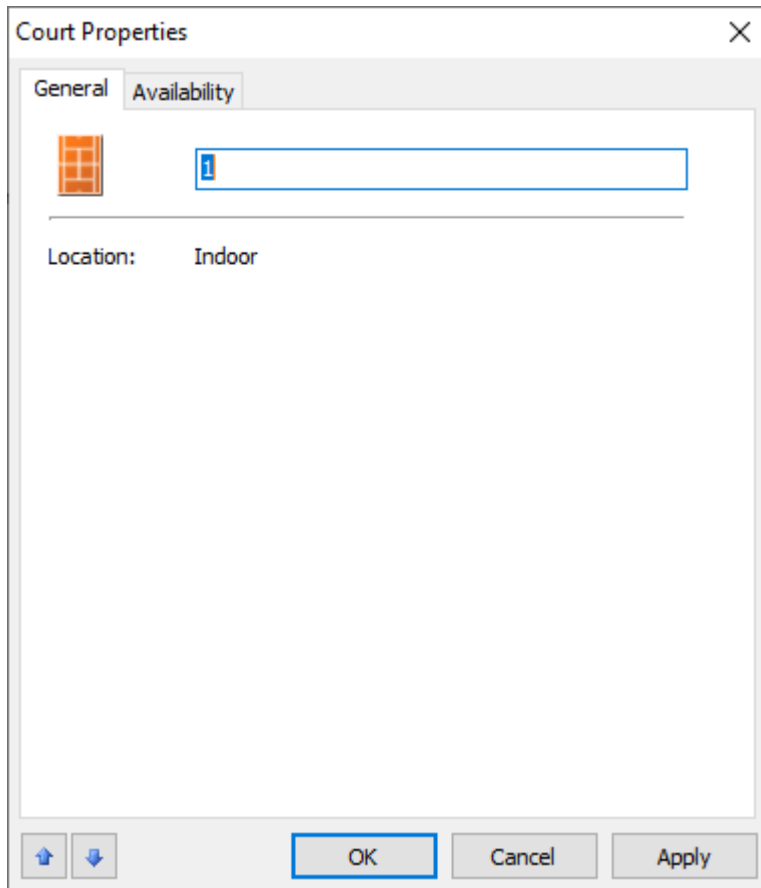 Court Properties
General Availability
1
Location: Indoor
OK Cancel Apply